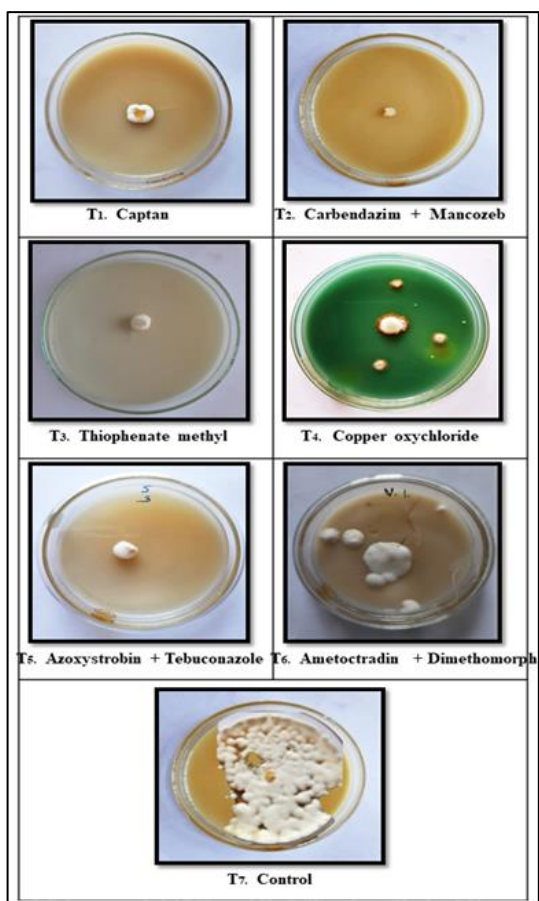 T1. Captan
T2. Carbendazim + Mancozeb
T3. Thiophenate methyl
T4. Copper oxychloride
T5. Azoxystrobin + Tebuconazole
T6. Ametoctradin + Dimethomorph
T7. Control